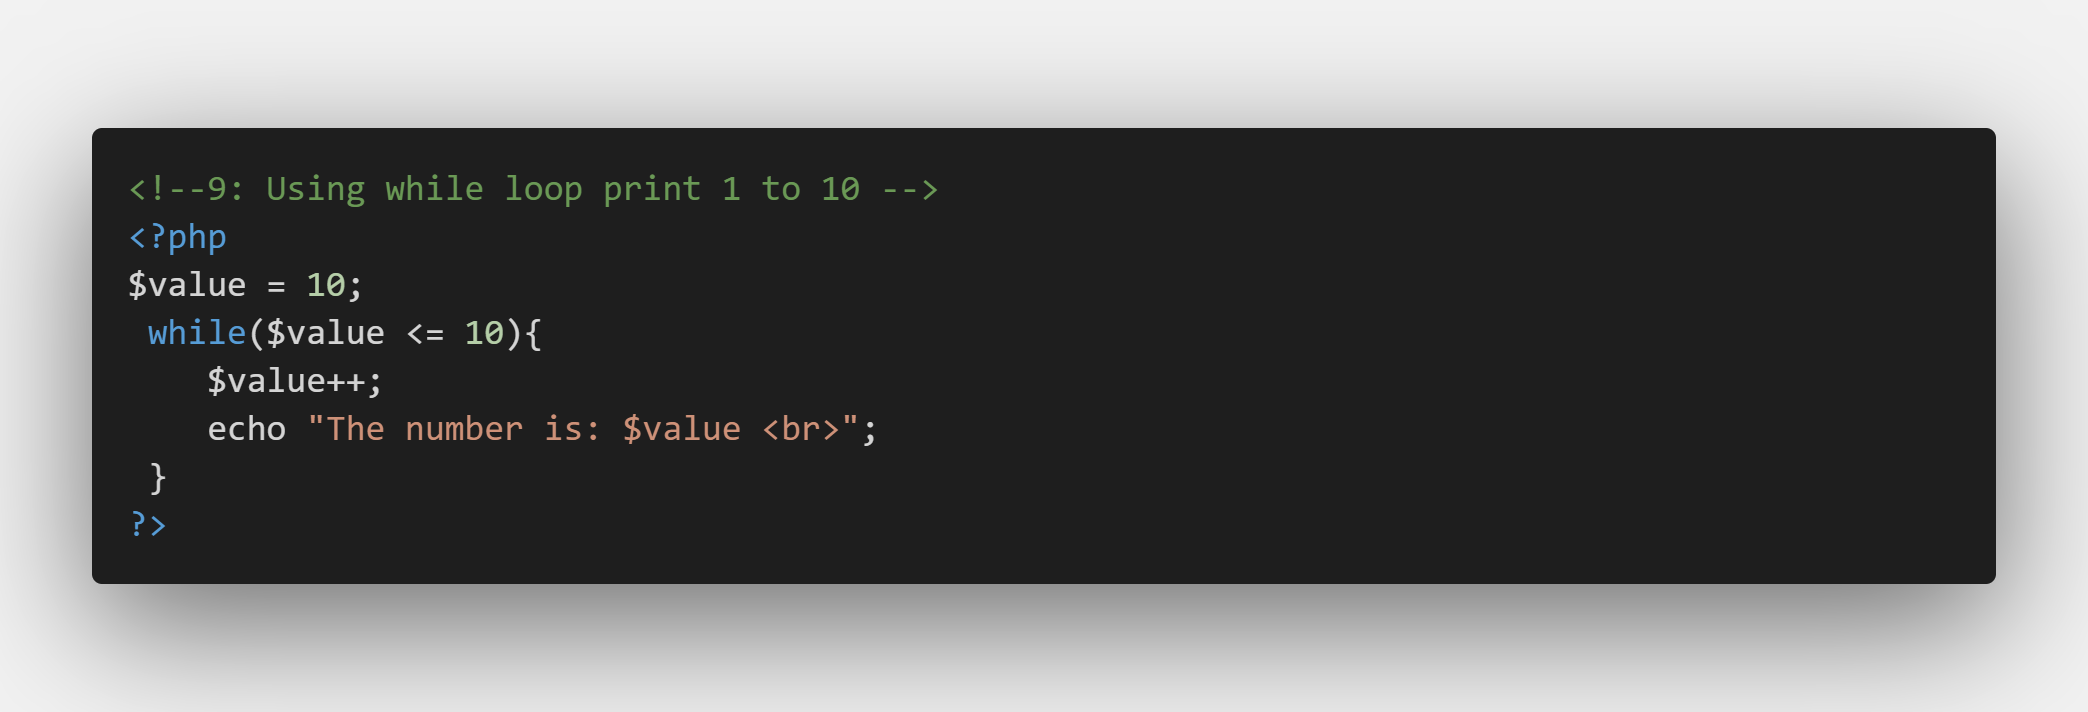 <!--9: Using while loop print 1 to 10 -->
<?php
$value = 10;
 while($value <= 10){
    $value++;
    echo "The number is: $value <br>";
 }
?>